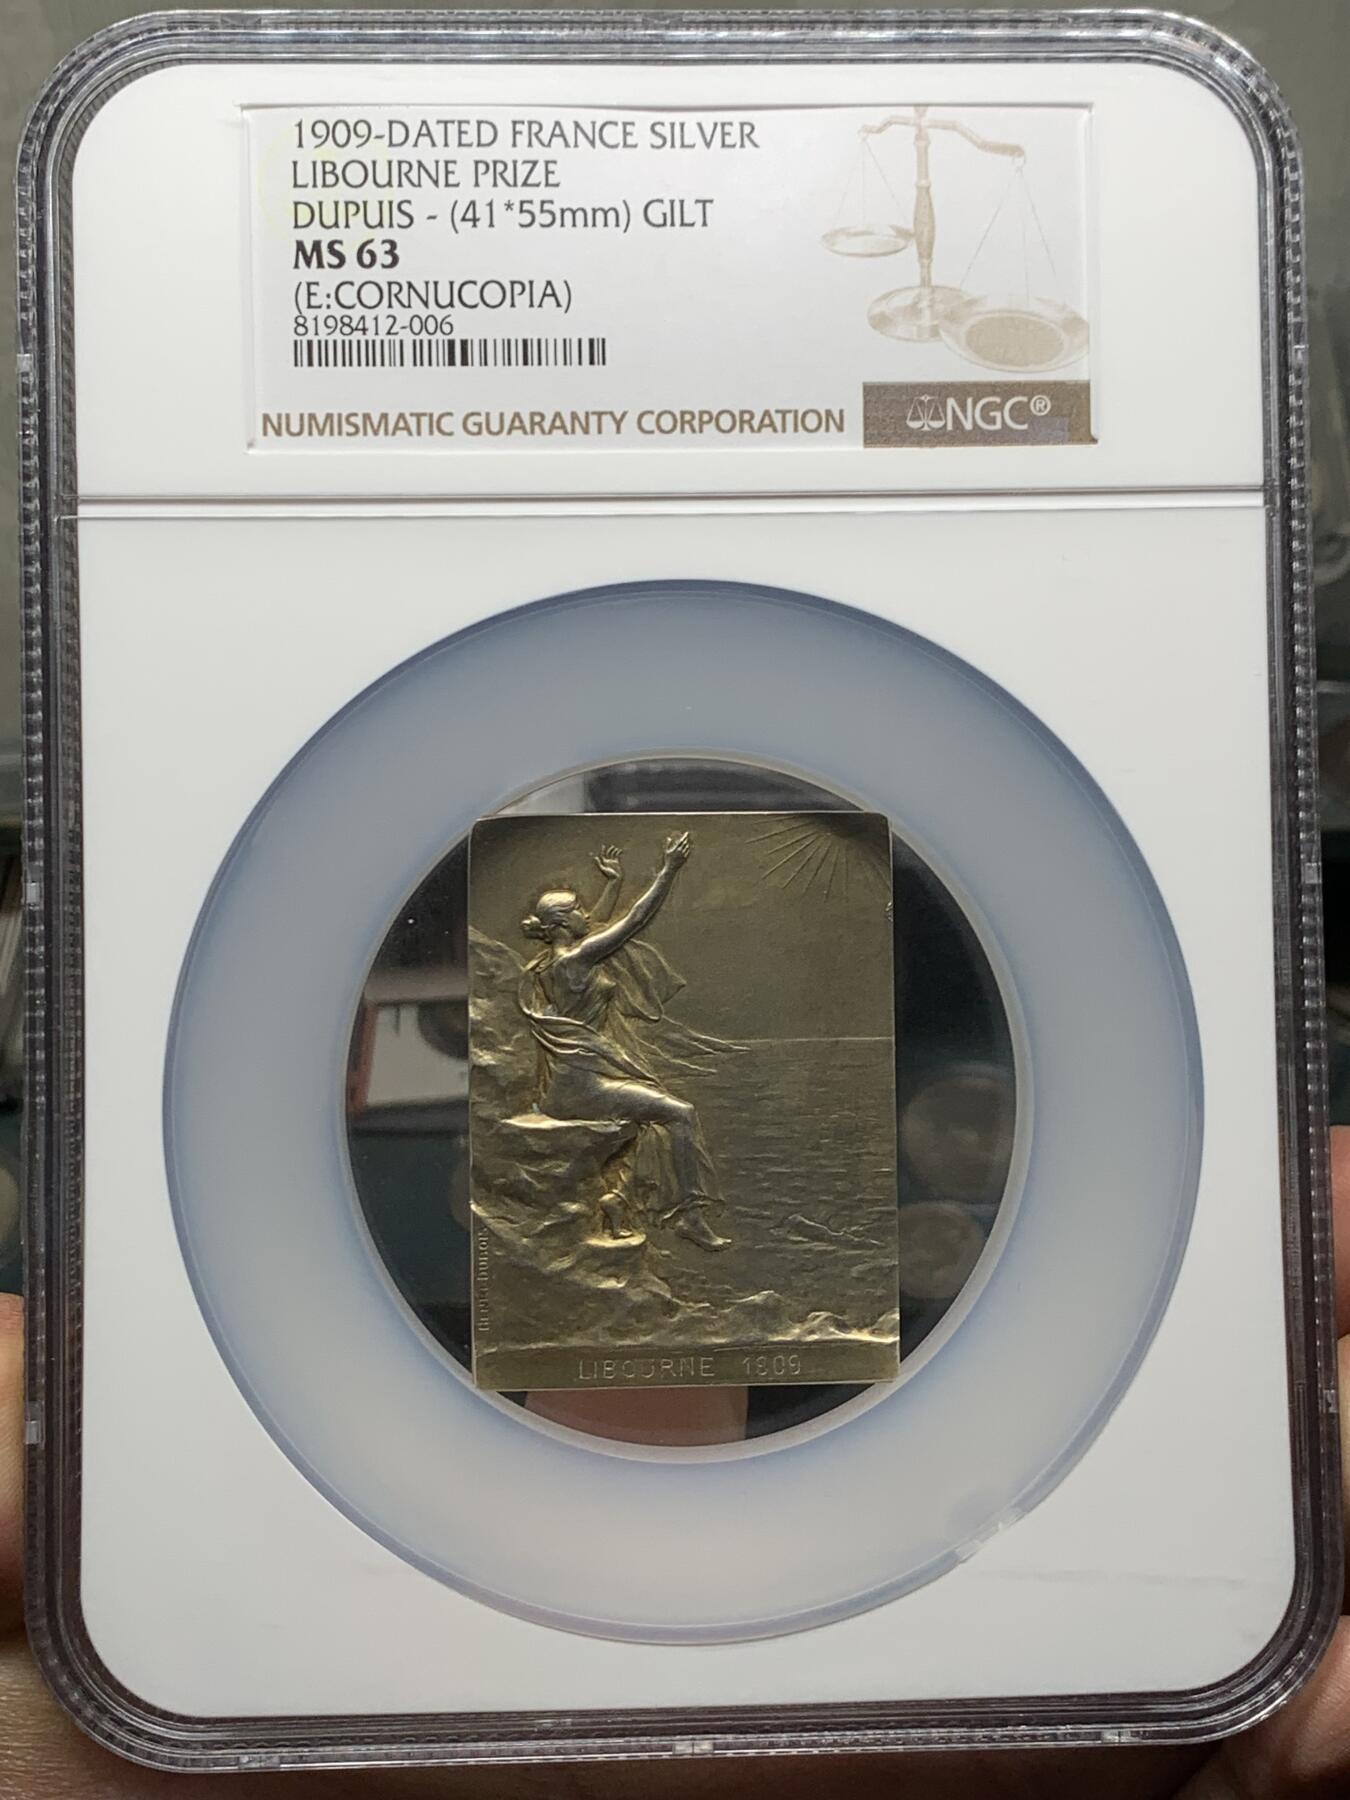 1909-DATED FRANCE SILVER
LIBOURNE PRIZE
DUPUIS - (41*55mm) GILT
MS 63
(E:CORNUCOPIA)
8198412-006
NUMISMATIC GUARANTY CORPORATION
NGC®
LIBOURNE 1909